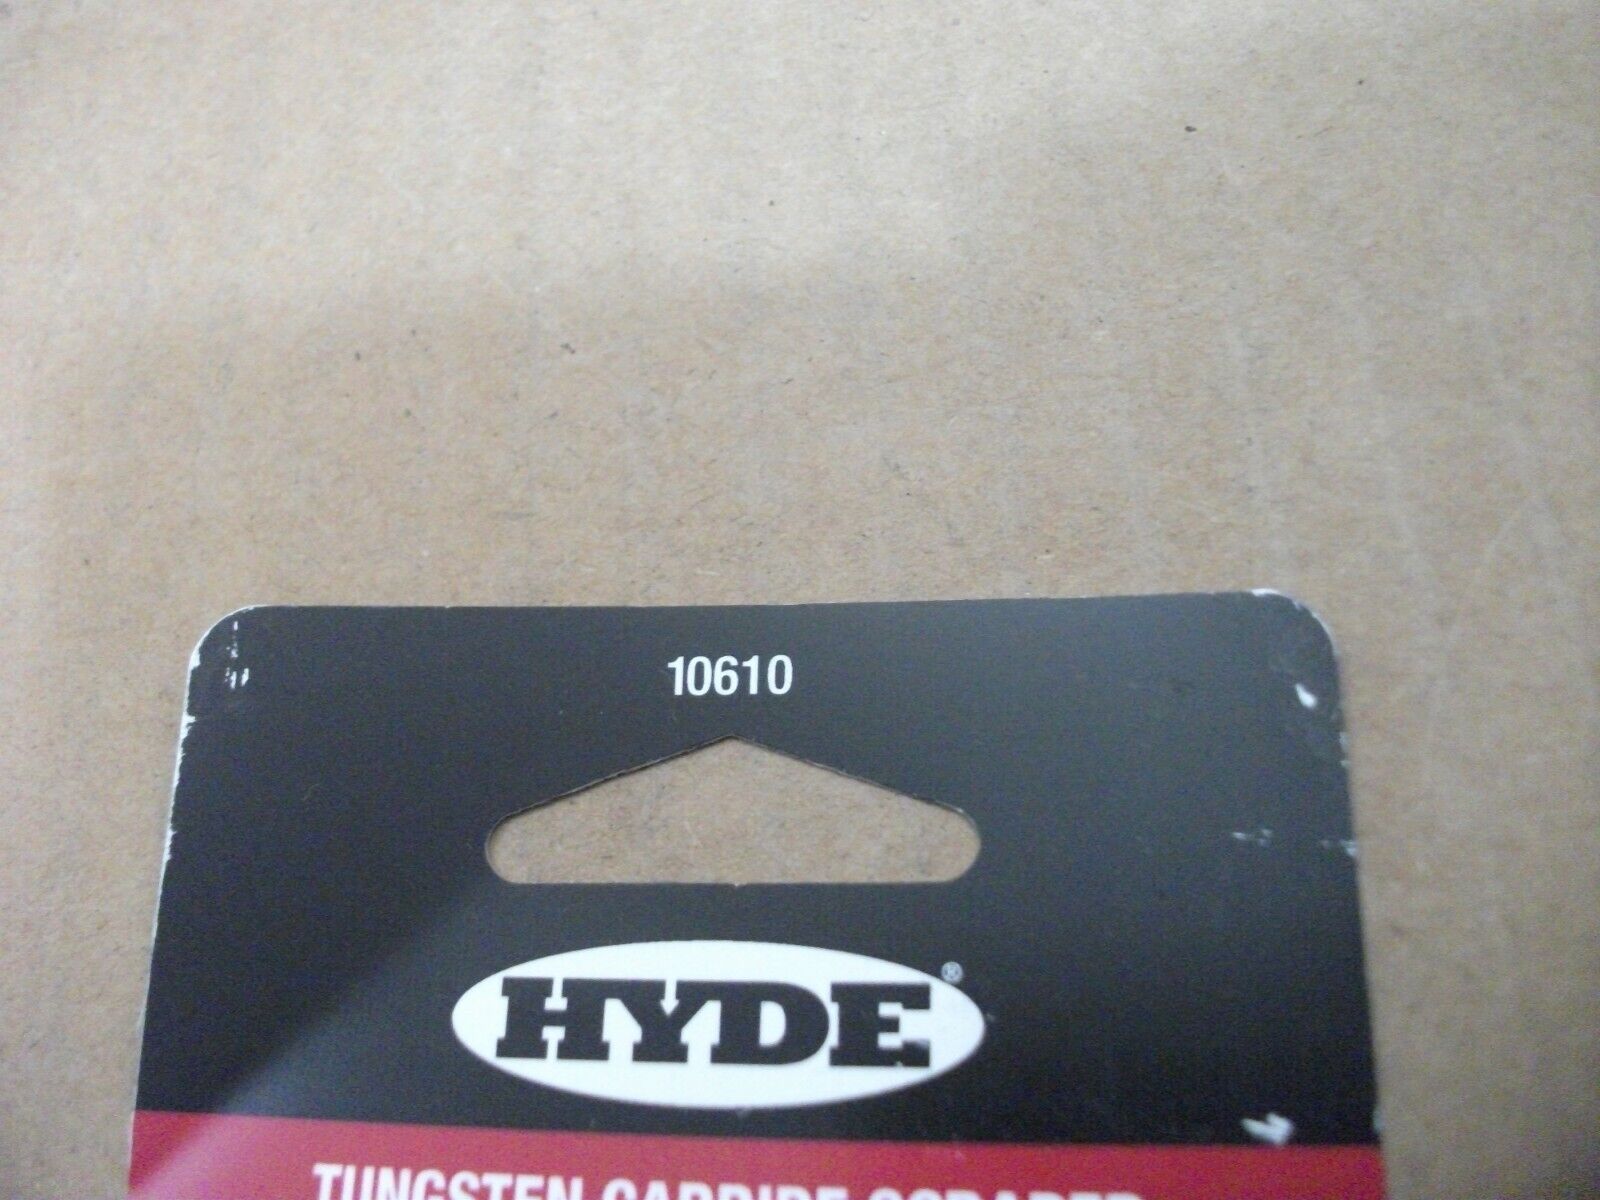 10610
HYDE®
TUNGSTEN CARBIDE SCRAPER